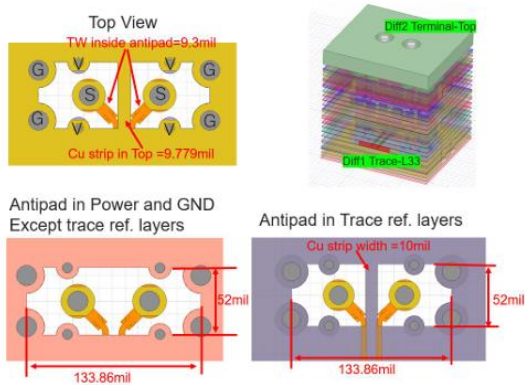 Top View
TW inside antipad=9.3mil
G V V G
S S
G V V G
Cu strip in Top =9.779mil
Diff2 Terminal-Top
Diff1 Trace-L33
Antipad in Power and GND
Except trace ref. layers
52mil
133.86mil
Antipad in Trace ref. layers
Cu strip width =10mil
52mil
133.86mil